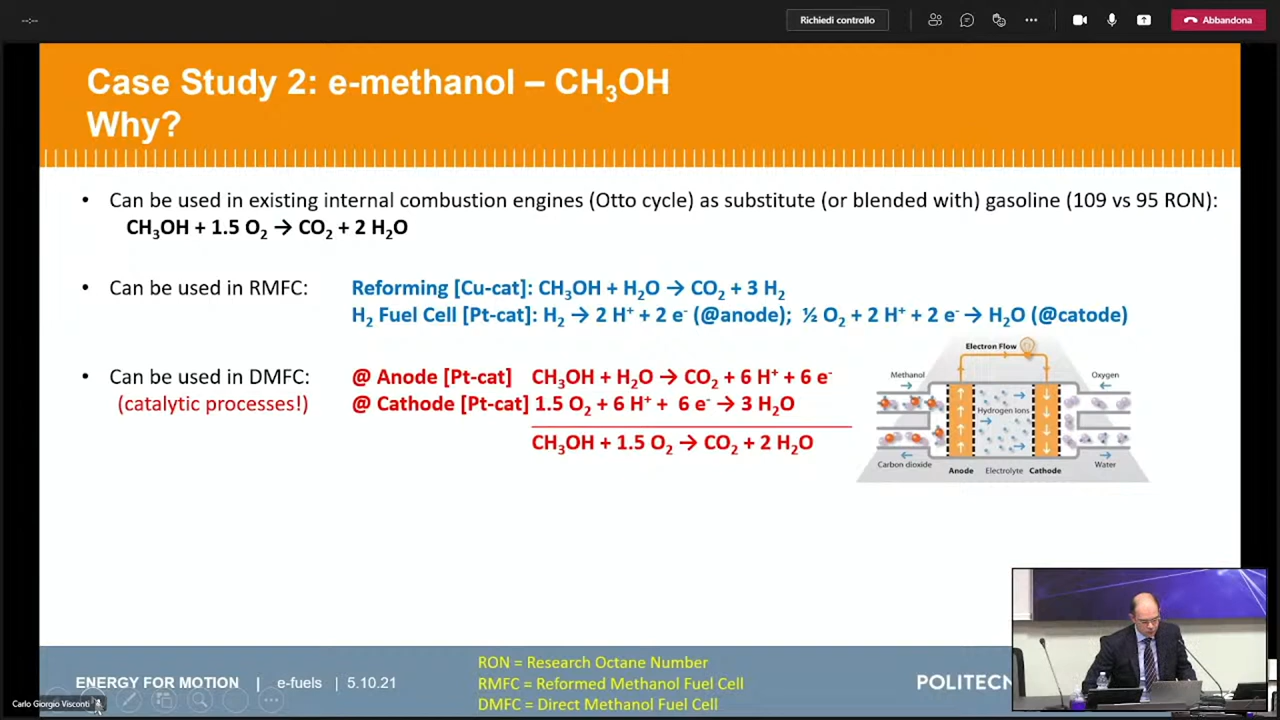 --:--
Richiedi controllo
Abbandona
Case Study 2: e-methanol – CH₃OH
Why?
• Can be used in existing internal combustion engines (Otto cycle) as substitute (or blended with) gasoline (109 vs 95 RON):
CH₃OH + 1.5 O₂ → CO₂ + 2 H₂O
• Can be used in RMFC: Reforming [Cu-cat]: CH₃OH + H₂O → CO₂ + 3 H₂
H₂ Fuel Cell [Pt-cat]: H₂ → 2 H⁺ + 2 e⁻ (@anode); ½ O₂ + 2 H⁺ + 2 e⁻ → H₂O (@catode)
• Can be used in DMFC: @ Anode [Pt-cat] CH₃OH + H₂O → CO₂ + 6 H⁺ + 6 e⁻
(catalytic processes!) @ Cathode [Pt-cat] 1.5 O₂ + 6 H⁺ + 6 e⁻ → 3 H₂O
CH₃OH + 1.5 O₂ → CO₂ + 2 H₂O
Electron Flow
Methanol
Oxygen
Hydrogen Ions
Carbon dioxide
Water
Anode Electrolyte Cathode
RON = Research Octane Number
ENERGY FOR MOTION | e-fuels | 5.10.21
RMFC = Reformed Methanol Fuel Cell
POLITECN
DMFC = Direct Methanol Fuel Cell
Carlo Giorgio Visconti